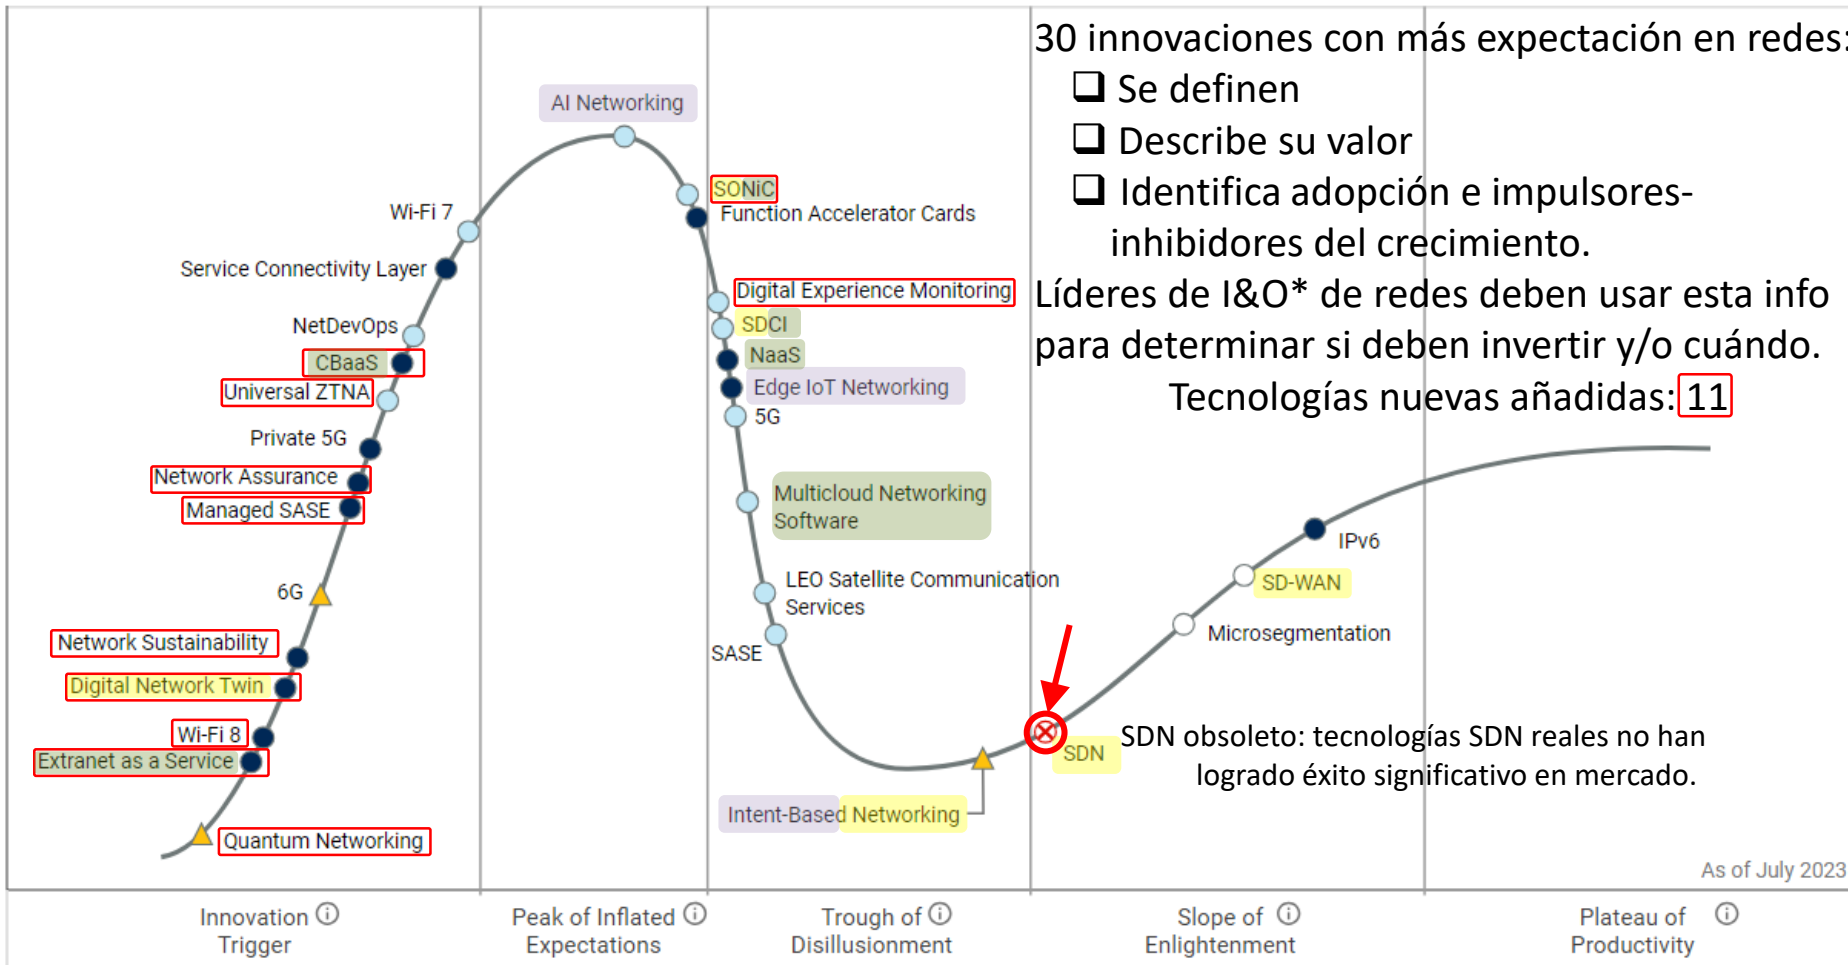 30 innovaciones con más expectación en redes:
❑ Se definen
❑ Describe su valor
❑ Identifica adopción e impulsores-
inhibidores del crecimiento.
Líderes de I&O* de redes deben usar esta info
para determinar si deben invertir y/o cuándo.
Tecnologías nuevas añadidas: 11
AI Networking
Wi-Fi 7
Service Connectivity Layer
NetDevOps
CBaaS
Universal ZTNA
Private 5G
Network Assurance
Managed SASE
6G
Network Sustainability
Digital Network Twin
Wi-Fi 8
Extranet as a Service
Quantum Networking
SONiC
Function Accelerator Cards
Digital Experience Monitoring
SDCI
NaaS
Edge IoT Networking
5G
Multicloud Networking
Software
LEO Satellite Communication
Services
SASE
Intent-Based Networking
SDN
SDN obsoleto: tecnologías SDN reales no han
logrado éxito significativo en mercado.
Microsegmentation
SD-WAN
IPv6
As of July 2023
Innovation
Trigger
Peak of Inflated
Expectations
Trough of
Disillusionment
Slope of
Enlightenment
Plateau of
Productivity